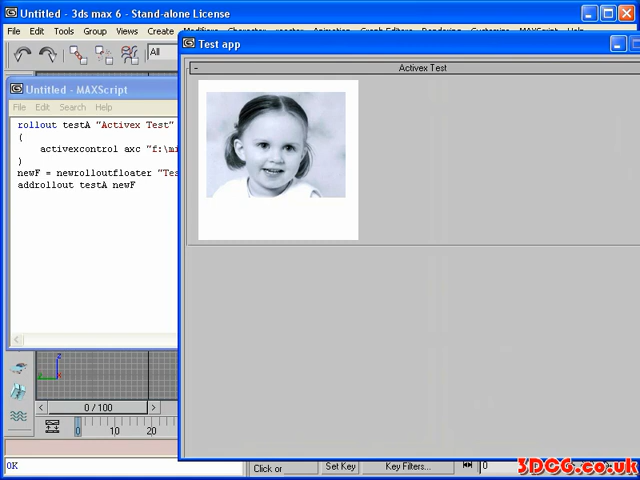 Untitled - 3ds max 6 - Stand-alone License
File Edit Tools Group Views Create
All
Test app
Activex Test
Untitled - MAXScript
File Edit Search Help
rollout testA "Activex Test"
(
activexcontrol axc "f:\mi
)
newF = newrolloutfloater "Tes
addrollout testA newF
z
x
0 / 100
0 10 20
OK
Click or
Set Key
Key Filters...
0
3DCG.co.uk